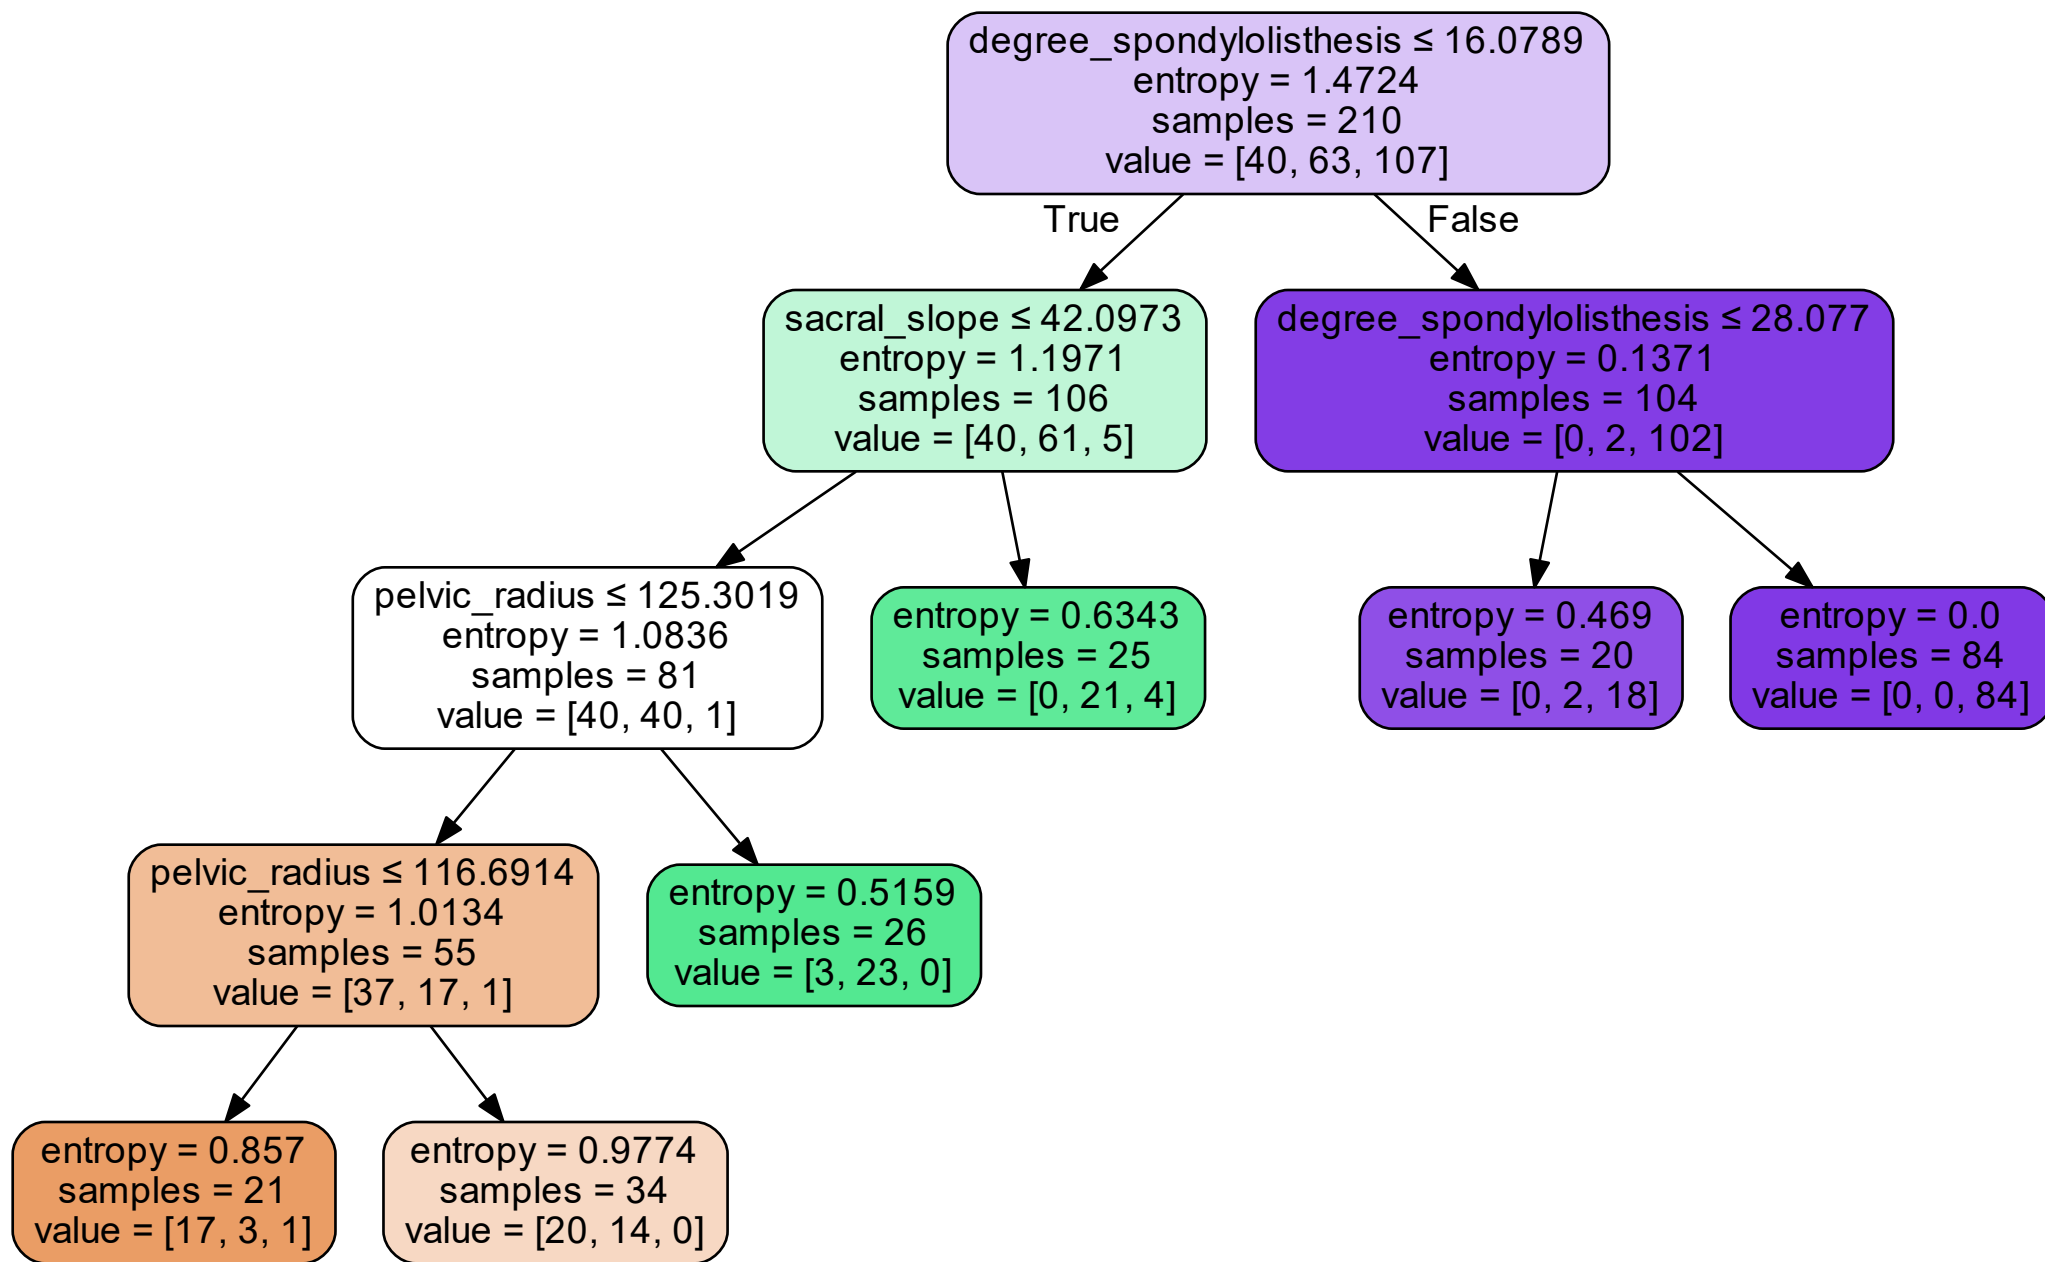 degree_spondylolisthesis ≤ 16.0789
entropy = 1.4724
samples = 210
value = [40, 63, 107]
True
False
sacral_slope ≤ 42.0973
entropy = 1.1971
samples = 106
value = [40, 61, 5]
degree_spondylolisthesis ≤ 28.077
entropy = 0.1371
samples = 104
value = [0, 2, 102]
pelvic_radius ≤ 125.3019
entropy = 1.0836
samples = 81
value = [40, 40, 1]
entropy = 0.6343
samples = 25
value = [0, 21, 4]
entropy = 0.469
samples = 20
value = [0, 2, 18]
entropy = 0.0
samples = 84
value = [0, 0, 84]
pelvic_radius ≤ 116.6914
entropy = 1.0134
samples = 55
value = [37, 17, 1]
entropy = 0.5159
samples = 26
value = [3, 23, 0]
entropy = 0.857
samples = 21
value = [17, 3, 1]
entropy = 0.9774
samples = 34
value = [20, 14, 0]